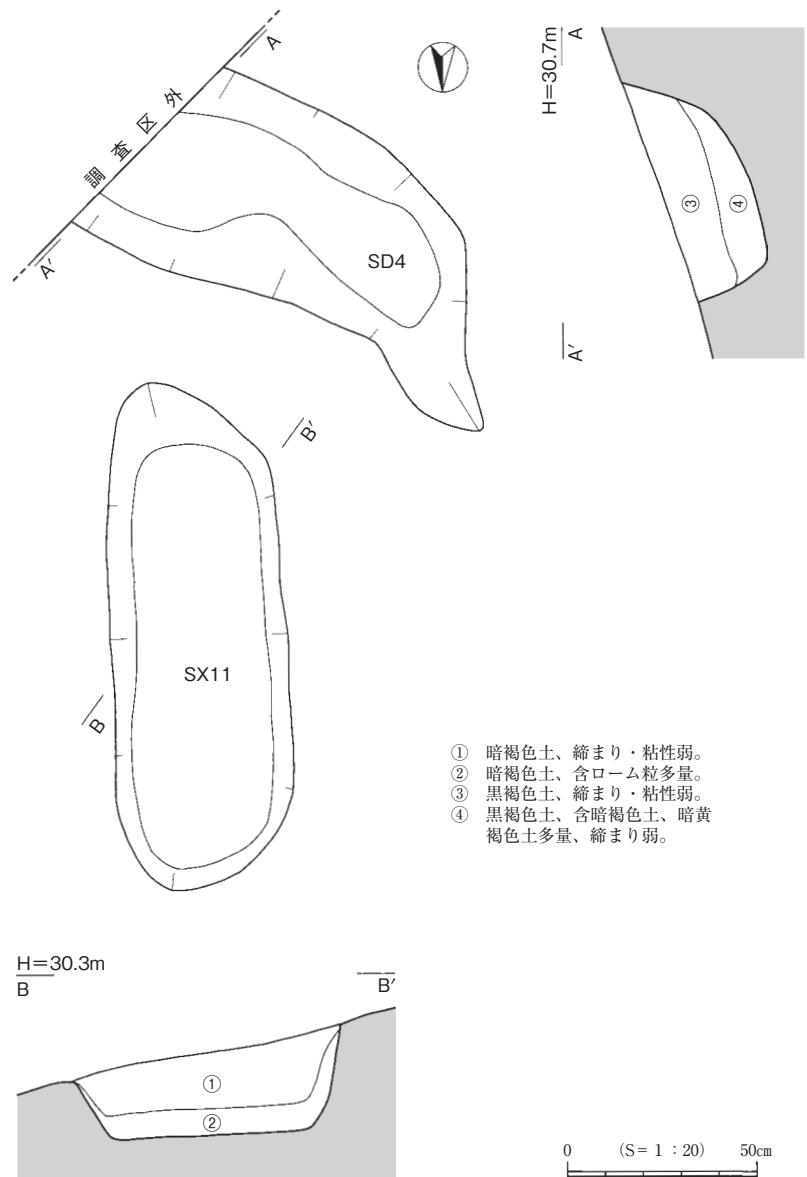 A
調査区外
A′
SD4
H＝30.7m
A
③
④
A′
B′
SX11
B
① 暗褐色土、締まり・粘性弱。
② 暗褐色土、含ローム粒多量。
③ 黒褐色土、締まり・粘性弱。
④ 黒褐色土、含暗褐色土、暗黄
褐色土多量、締まり弱。
H＝30.3m
B
B′
①
②
0 (S= 1 : 20) 50cm